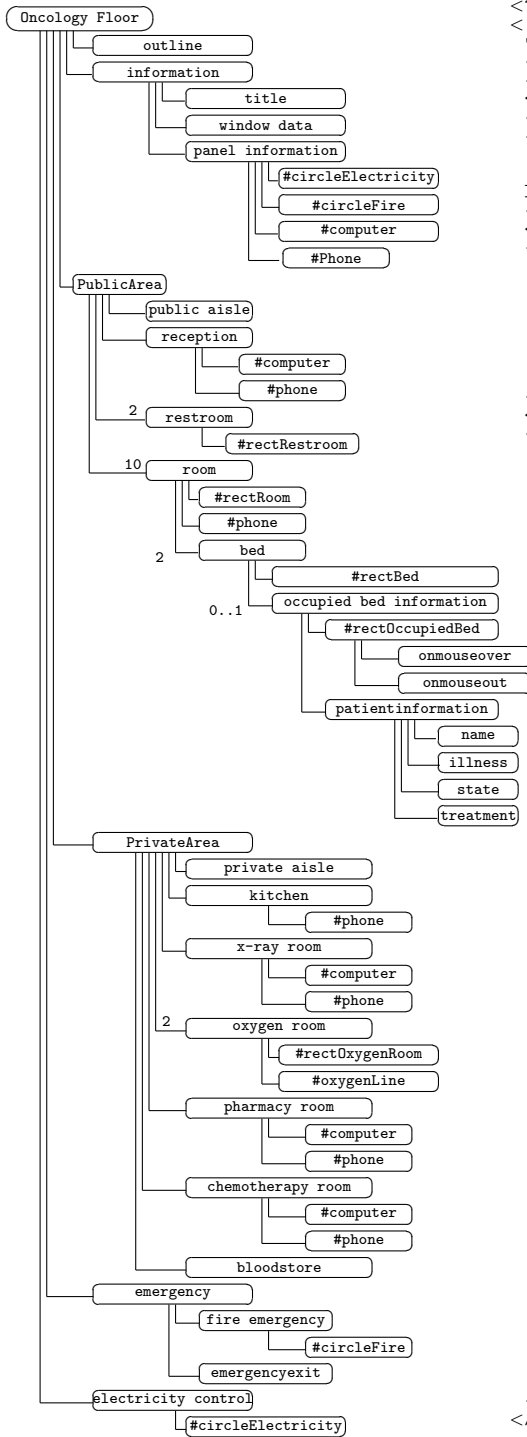 Oncology Floor
outline
information
title
window data
panel information
#circleElectricity
#circleFire
#computer
#Phone
PublicArea
public aisle
reception
#computer
#phone
2 restroom
#rectRestroom
10 room
#rectRoom
#phone
2 bed
#rectBed
0..1 occupied bed information
#rectOccupiedBed
onmouseover
onmouseout
patientinformation
name
illness
state
treatment
PrivateArea
private aisle
kitchen
#phone
x-ray room
#computer
#phone
2 oxygen room
#rectOxygenRoom
#oxygenLine
pharmacy room
#computer
#phone
chemotherapy room
#computer
#phone
bloodstore
emergency
fire emergency
#circleFire
emergencyexit
electricity control
#circleElectricity